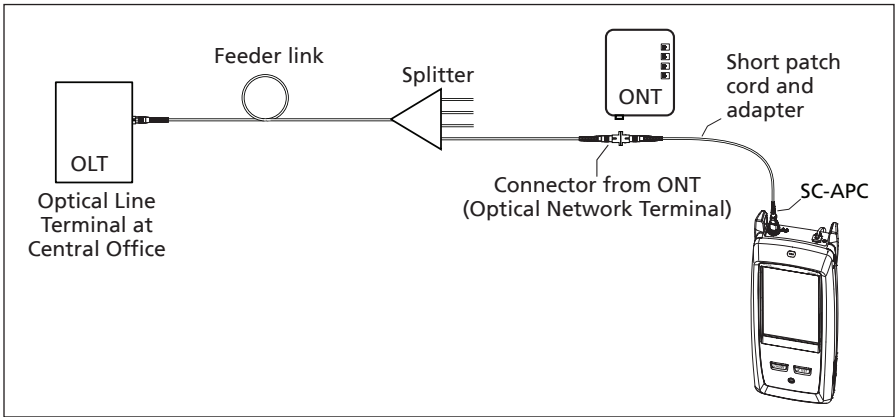 Feeder link
Splitter
OLT
Optical Line
Terminal at
Central Office
ONT
Short patch
cord and
adapter
Connector from ONT
(Optical Network Terminal)
SC-APC